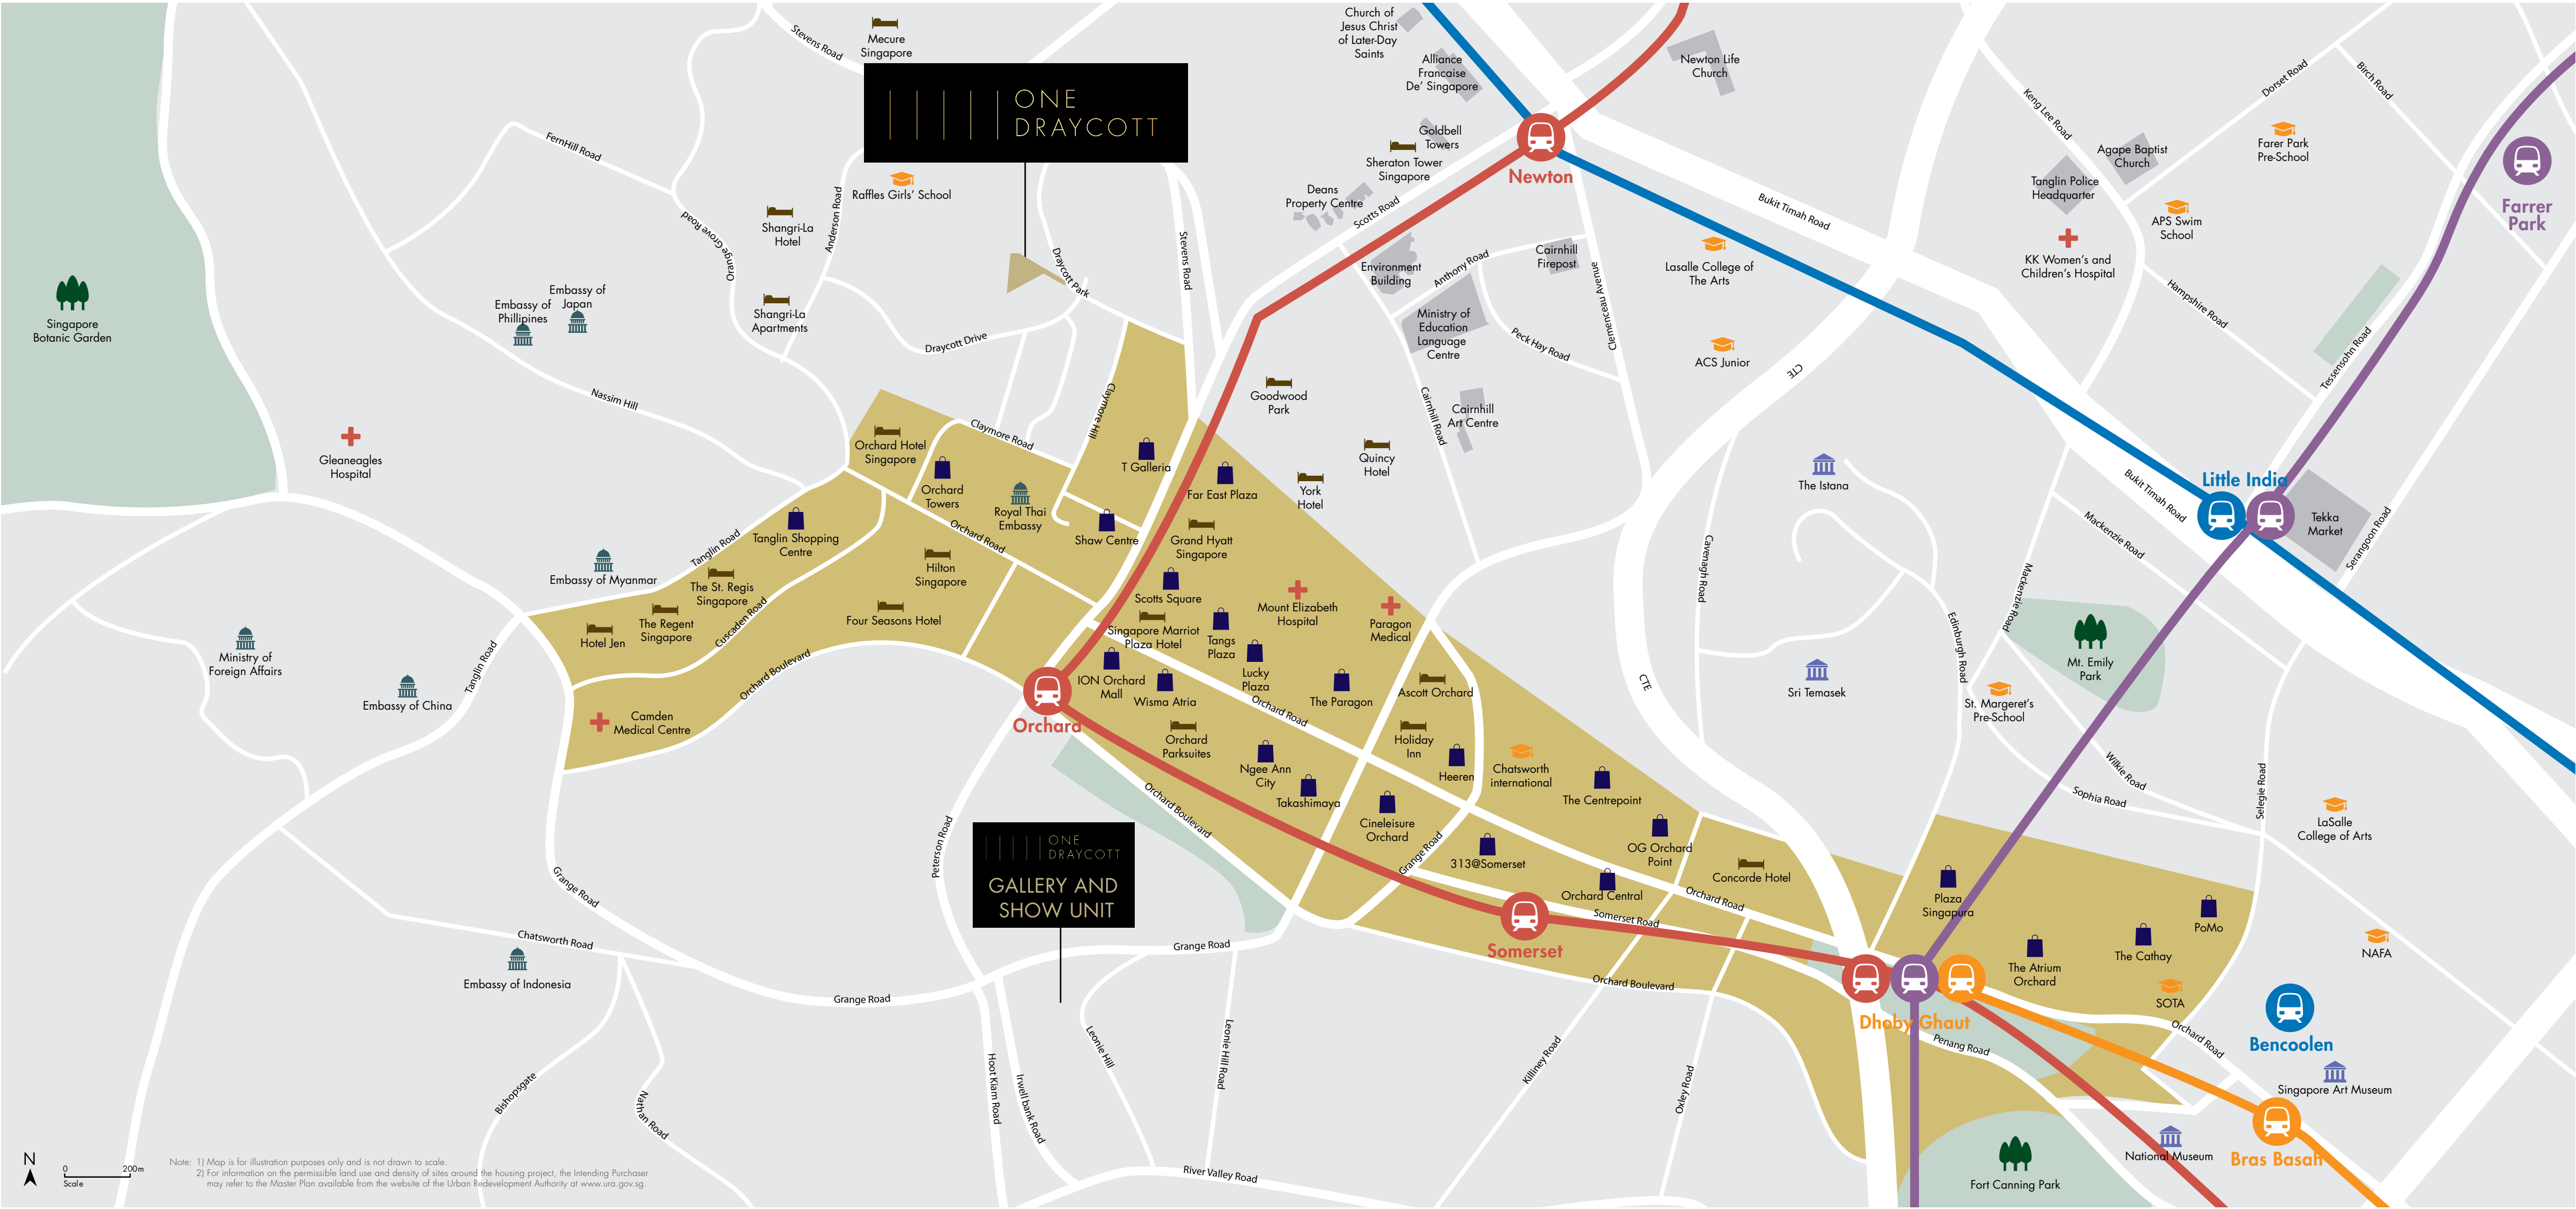 Mecure
Singapore
Stevens Road
ONE
DRAYCOTT
Church of
Jesus Christ
of Later-Day
Saints
Alliance
Francaise
De' Singapore
Newton Life
Church
Goldbell
Towers
Sheraton Tower
Singapore
Newton
Deans
Property Centre
Scotts Road
Keng Lee Road
Dorset Road
Birch Road
Agape Baptist
Church
Farer Park
Pre-School
Tanglin Police
Headquarter
APS Swim
School
Farrer
Park
KK Women's and
Children's Hospital
Bukit Timah Road
FernHill Road
Raffles Girls' School
Shangri-La
Hotel
Anderson Road
Orange Grove Road
Stevens Road
Draycott Park
Environment
Building
Anthony Road
Cairnhill
Firepost
Clemenceau Avenue
Lasalle College of
The Arts
Hampshire Road
Singapore
Botanic Garden
Embassy of
Phillipines
Embassy of
Japan
Shangri-La
Apartments
Draycott Drive
Ministry of
Education
Language
Centre
Peck Hay Road
ACS Junior
CTE
Tessensohn Road
Nassim Hill
Claymore Hill
Goodwood
Park
Cairnhill Road
Cairnhill
Art Centre
Gleaneagles
Hospital
Orchard Hotel
Singapore
Claymore Road
T Galleria
Quincy
Hotel
Orchard
Towers
Royal Thai
Embassy
Far East Plaza
York
Hotel
The Istana
Little India
Bukit Timah Road
Tekka
Market
Serangoon Road
Mackenzie Road
Tanglin Shopping
Centre
Orchard Road
Shaw Centre
Grand Hyatt
Singapore
Tanglin Road
Embassy of Myanmar
The St. Regis
Singapore
Hilton
Singapore
Scotts Square
Mount Elizabeth
Hospital
Paragon
Medical
Cavenagh Road
Mackenzie Road
Edinburgh Road
Hotel Jen
The Regent
Singapore
Cuscaden Road
Four Seasons Hotel
Singapore Marriot
Plaza Hotel
Tangs
Plaza
Lucky
Plaza
Ministry of
Foreign Affairs
Embassy of China
Tanglin Road
Orchard Boulevard
ION Orchard
Mall
Wisma Atria
The Paragon
Ascott Orchard
CTE
Sri Temasek
St. Margeret's
Pre-School
Mt. Emily
Park
Camden
Medical Centre
Orchard
Orchard Road
Orchard
Parksuites
Holiday
Inn
Heeren
Chatsworth
international
Ngee Ann
City
Takashimaya
The Centrepoint
Wilkie Road
Sophia Road
Selegie Road
Orchard Boulevard
Cineleisure
Orchard
Grange Road
313@Somerset
OG Orchard
Point
LaSalle
College of Arts
Peterson Road
ONE
DRAYCOTT
GALLERY AND
SHOW UNIT
Concorde Hotel
Orchard Central
Orchard Road
Somerset Road
Somerset
Plaza
Singapura
PoMo
The Cathay
The Atrium
Orchard
NAFA
SOTA
Grange Road
Chatsworth Road
Embassy of Indonesia
Grange Road
Grange Road
Orchard Boulevard
Dhoby Ghaut
Penang Road
Orchard Road
Bencoolen
Singapore Art Museum
Leonie Hill
Leonie Hill Road
Hoot Kiam Road
Irwell bank Road
Killiney Road
Oxley Road
Bishopsgate
Nathan Road
River Valley Road
National Museum
Bras Basah
Fort Canning Park
N
0 200m
Scale
Note: 1) Map is for illustration purposes only and is not drawn to scale.
2) For information on the permissible land use and density of sites around the housing project, the Intending Purchaser
may refer to the Master Plan available from the website of the Urban Redevelopment Authority at www.ura.gov.sg.